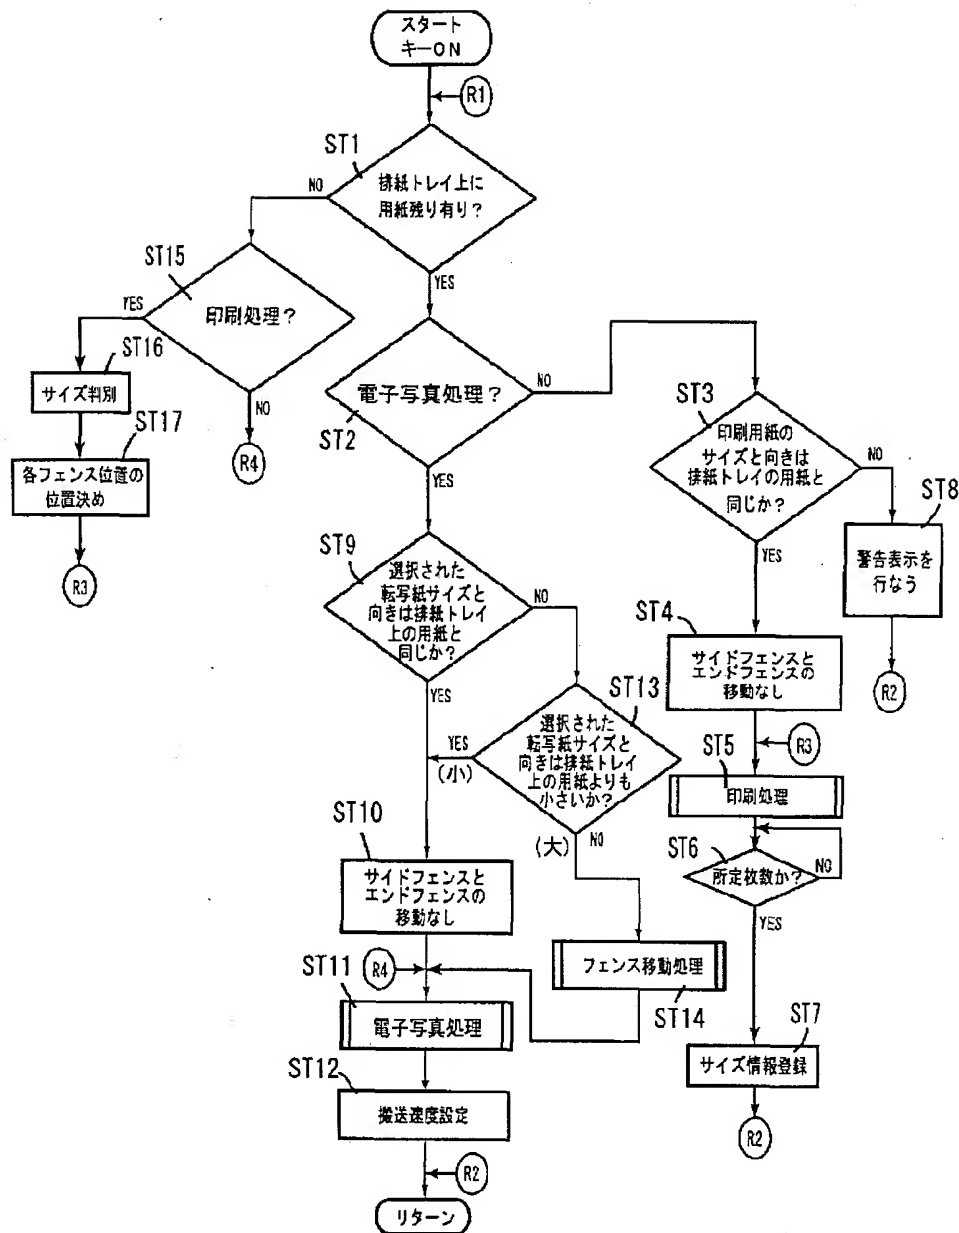 スタート
キーON
R1
ST1
排紙トレイ上に
用紙残り有り?
NO
YES
ST15
印刷処理?
YES
NO
R4
ST16
サイズ判別
ST17
各フェンス位置の
位置決め
R3
電子写真処理?
ST2
NO
YES
ST3
印刷用紙の
サイズと向きは
排紙トレイの用紙と
同じか?
NO
YES
ST8
警告表示を
行なう
R2
ST9
選択された
転写紙サイズと
向きは排紙トレイ
上の用紙と
同じか?
NO
YES
ST13
選択された
転写紙サイズと
向きは排紙トレイ
上の用紙よりも
小さいか?
YES
(小)
(大)
NO
ST4
サイドフェンスと
エンドフェンスの
移動なし
R3
ST5
印刷処理
ST6
所定枚数か?
NO
YES
ST10
サイドフェンスと
エンドフェンスの
移動なし
フェンス移動処理
ST14
ST11
R4
電子写真処理
ST7
サイズ情報登録
R2
ST12
搬送速度設定
R2
リターン